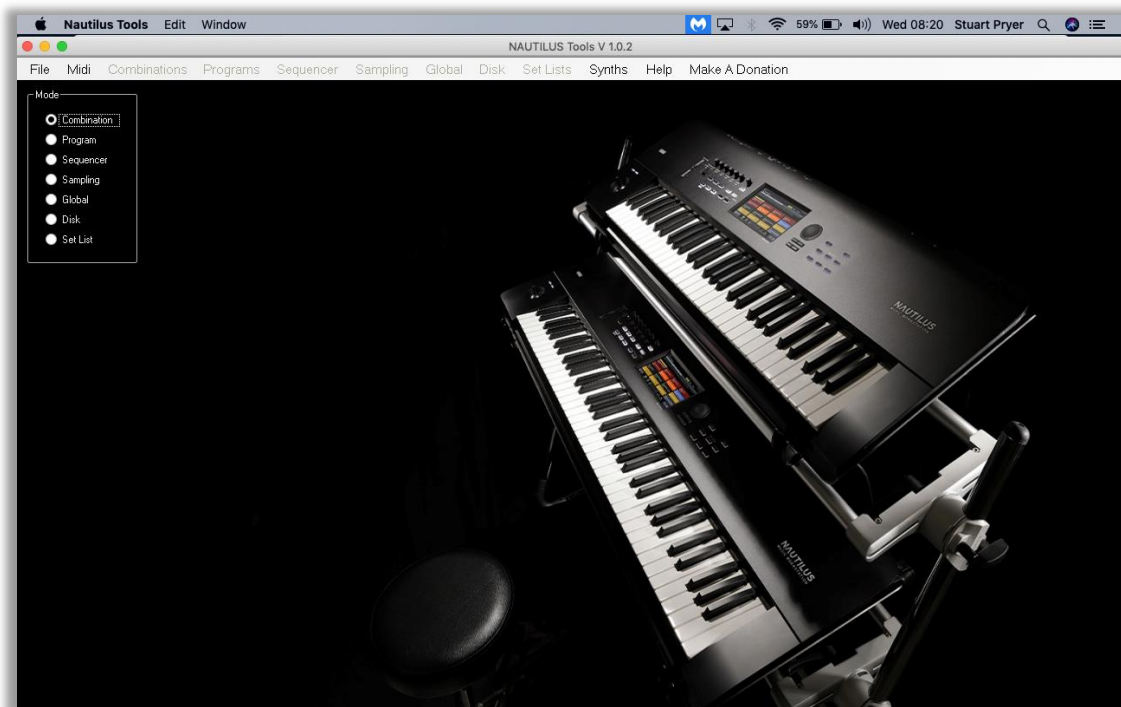 Nautilus Tools Edit Window 59% Wed 08:20 Stuart Pryer
NAUTILUS Tools V 1.0.2
File Midi Combinations Programs Sequencer Sampling Global Disk Set Lists Synths Help Make A Donation
Mode
Combination
Program
Sequencer
Sampling
Global
Disk
Set List
NAUTILUS
NAUTILUS